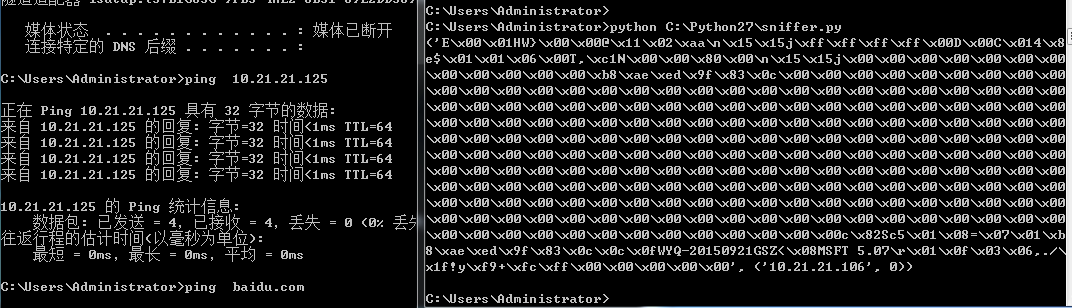 隧道适配器 isatap.{5FB1G03G-9FB3-4HE2-8B51-89E2BD389
媒体状态 . . . . . . . . . . . . : 媒体已断开
连接特定的 DNS 后缀 . . . . . . . :
C:\Users\Administrator>ping  10.21.21.125
正在 Ping 10.21.21.125 具有 32 字节的数据:
来自 10.21.21.125 的回复: 字节=32 时间<1ms TTL=64
来自 10.21.21.125 的回复: 字节=32 时间<1ms TTL=64
来自 10.21.21.125 的回复: 字节=32 时间<1ms TTL=64
来自 10.21.21.125 的回复: 字节=32 时间<1ms TTL=64
10.21.21.125 的 Ping 统计信息:
数据包: 已发送 = 4, 已接收 = 4, 丢失 = 0 (0% 丢失
往返行程的估计时间(以毫秒为单位):
最短 = 0ms, 最长 = 0ms, 平均 = 0ms
C:\Users\Administrator>ping  baidu.com
C:\Users\Administrator>
C:\Users\Administrator>python C:\Python27\sniffer.py
('E\x00\x01HW}\x00\x00@\x11\x02\xaa\n\x15\x15j\xff\xff\xff\xff\x00D\x00C\x014\x8
e$\x01\x01\x06\x00T,\xc1N\x00\x00\x80\x00\n\x15\x15j\x00\x00\x00\x00\x00\x00\x00
\x00\x00\x00\x00\x00\xb8\xae\xed\x9f\x83\x0c\x00\x00\x00\x00\x00\x00\x00\x00\x00
\x00\x00\x00\x00\x00\x00\x00\x00\x00\x00\x00\x00\x00\x00\x00\x00\x00\x00\x00\x00
\x00\x00\x00\x00\x00\x00\x00\x00\x00\x00\x00\x00\x00\x00\x00\x00\x00\x00\x00\x00
\x00\x00\x00\x00\x00\x00\x00\x00\x00\x00\x00\x00\x00\x00\x00\x00\x00\x00\x00\x00
\x00\x00\x00\x00\x00\x00\x00\x00\x00\x00\x00\x00\x00\x00\x00\x00\x00\x00\x00\x00
\x00\x00\x00\x00\x00\x00\x00\x00\x00\x00\x00\x00\x00\x00\x00\x00\x00\x00\x00\x00
\x00\x00\x00\x00\x00\x00\x00\x00\x00\x00\x00\x00\x00\x00\x00\x00\x00\x00\x00\x00
\x00\x00\x00\x00\x00\x00\x00\x00\x00\x00\x00\x00\x00\x00\x00\x00\x00\x00\x00\x00
\x00\x00\x00\x00\x00\x00\x00\x00\x00\x00\x00\x00\x00\x00\x00\x00\x00\x00\x00\x00
\x00\x00\x00\x00\x00\x00\x00\x00\x00\x00\x00\x00\x00\x00\x00\x00\x00\x00\x00\x00
\x00\x00\x00\x00\x00\x00\x00\x00\x00\x00\x00\x00\x00c\x82Sc5\x01\x08=\x07\x01\xb
8\xae\xed\x9f\x83\x0c\x0c\x0fWYQ-20150921GSZ<\x08MSFT 5.07\r\x01\x0f\x03\x06,./\
x1f!y\xf9+\xfc\xff\x00\x00\x00\x00\x00', ('10.21.21.106', 0))
C:\Users\Administrator>